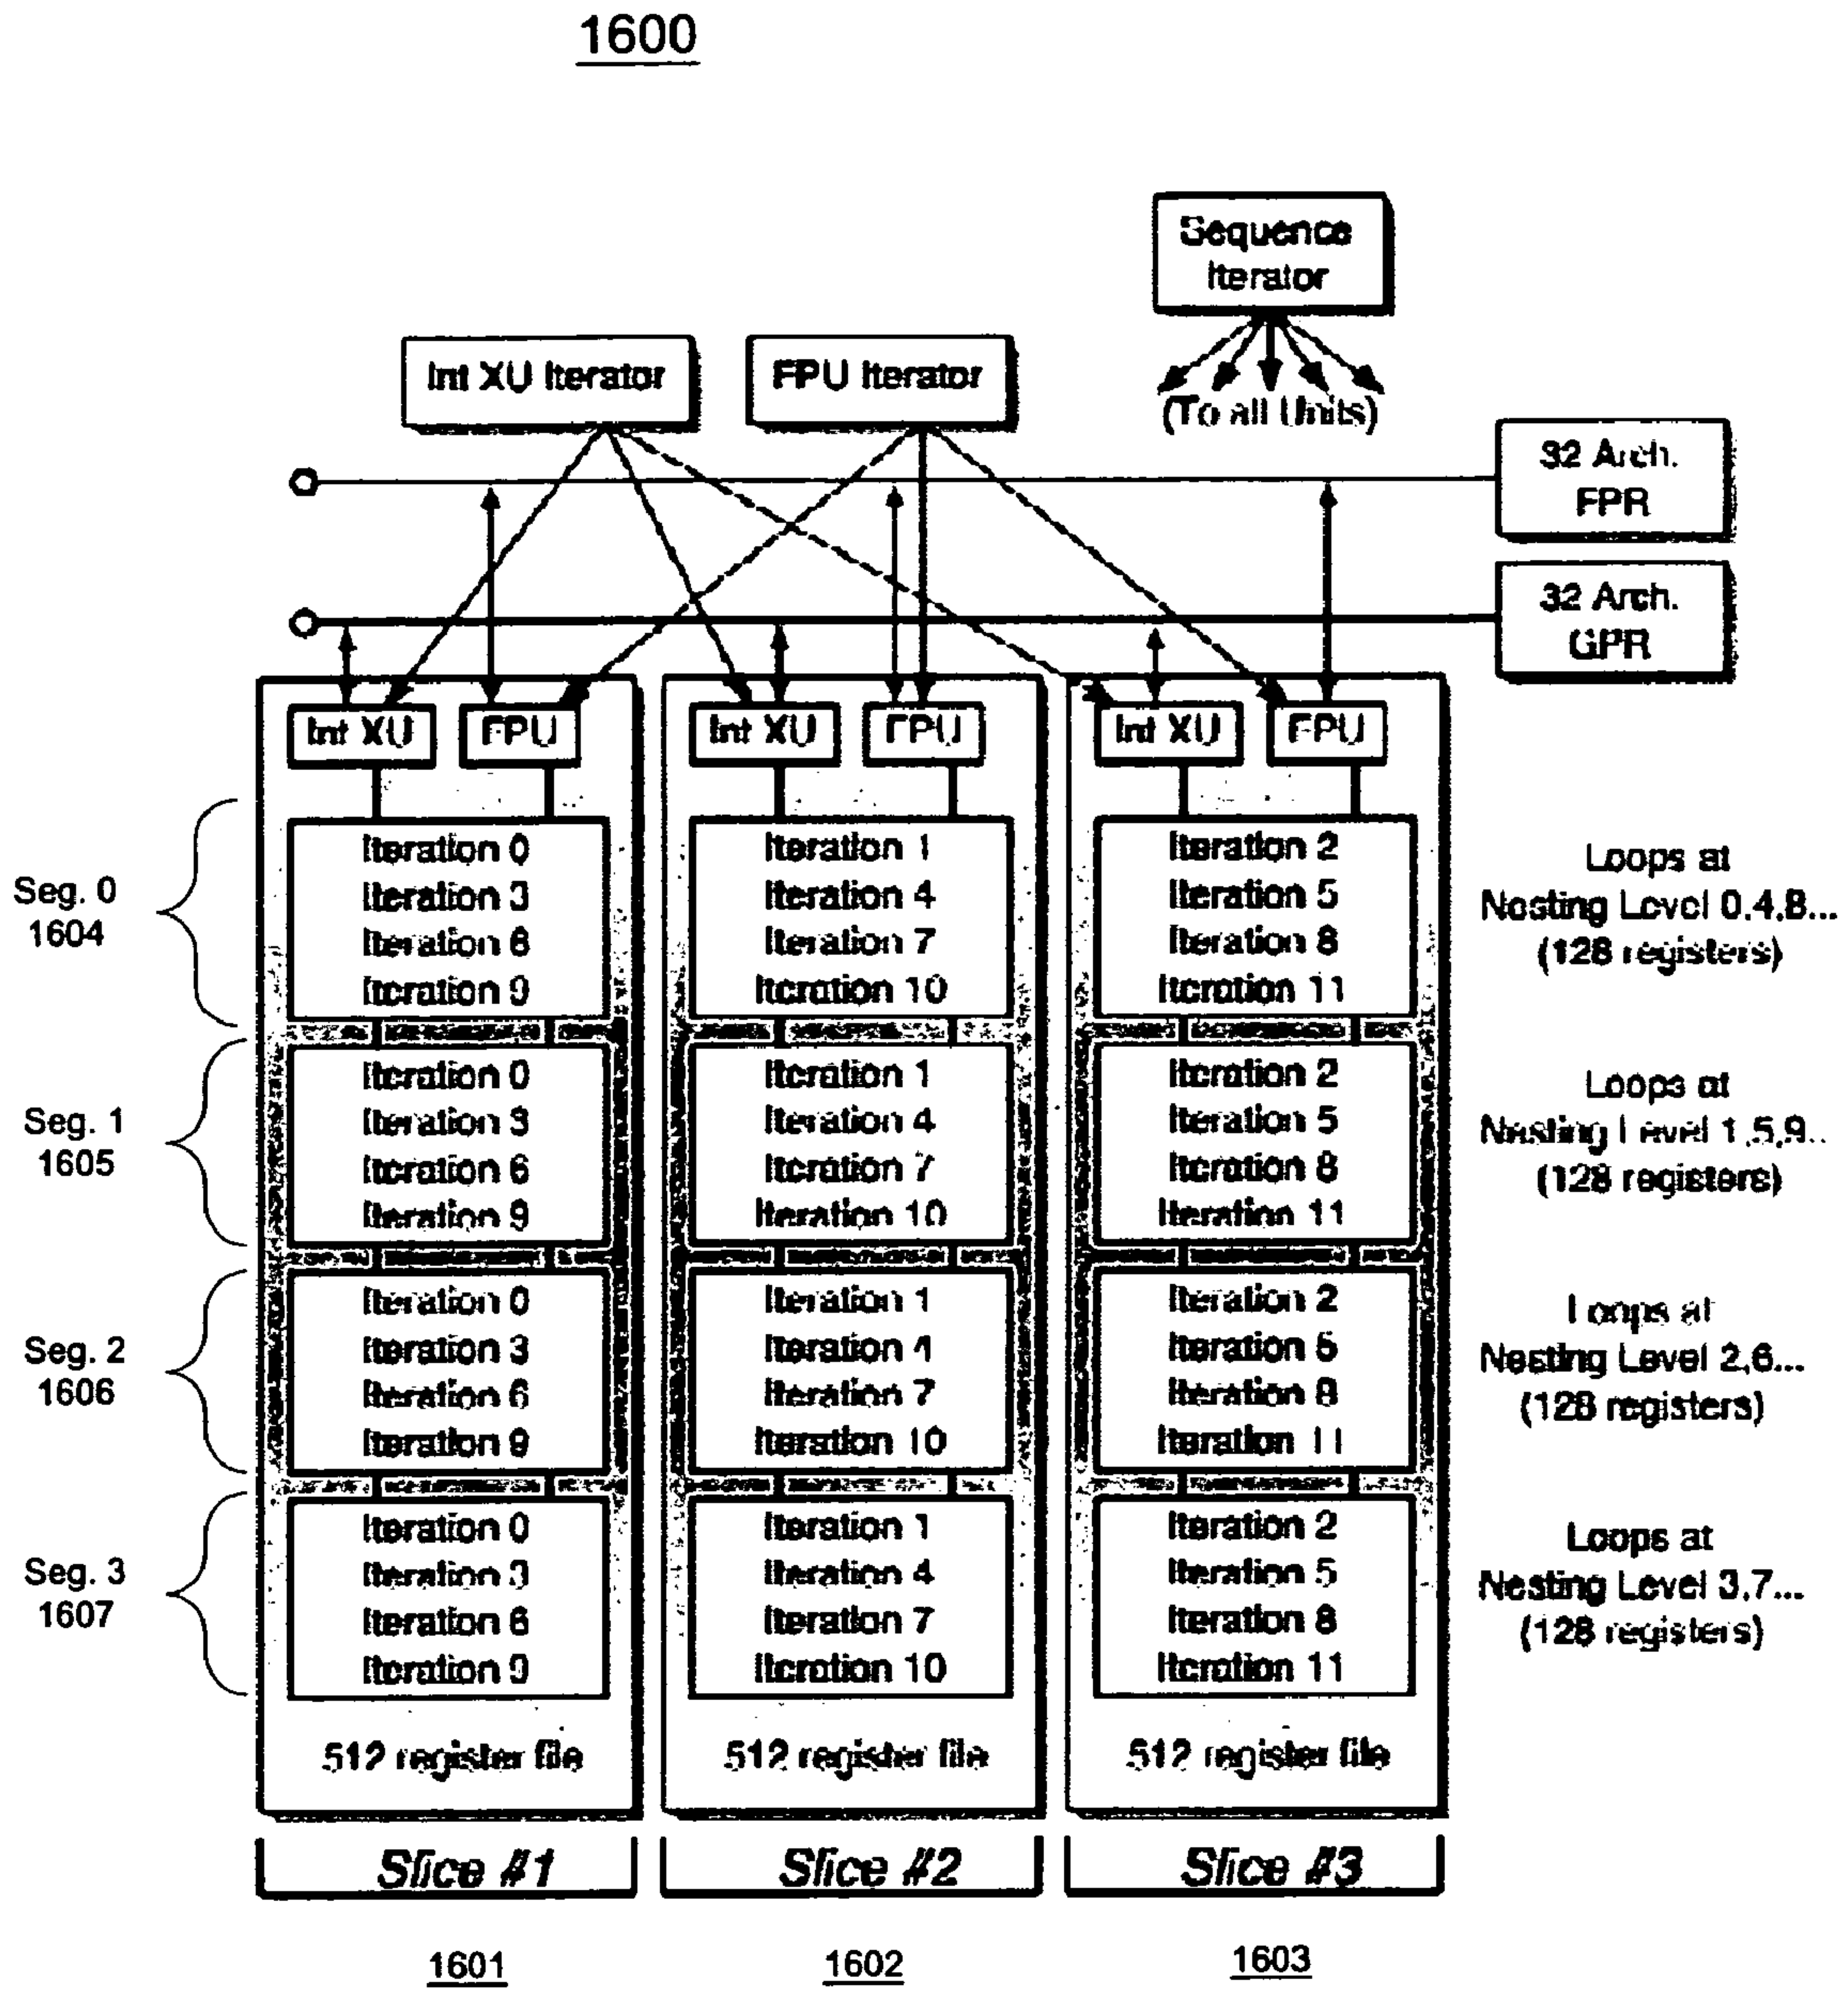 1600
Sequence
Iterator
(To all Units)
Int XU Iterator
FPU Iterator
32 Arch.
FPR
32 Arch.
GPR
Int XU
FPU
Int XU
FPU
Int XU
FPU
Seg. 0
1604
Iteration 0
Iteration 3
Iteration 6
Iteration 9
Iteration 1
Iteration 4
Iteration 7
Iteration 10
Iteration 2
Iteration 5
Iteration 8
Iteration 11
Loops at
Nesting Level 0,4,8...
(128 registers)
Seg. 1
1605
Iteration 0
Iteration 3
Iteration 6
Iteration 9
Iteration 1
Iteration 4
Iteration 7
Iteration 10
Iteration 2
Iteration 5
Iteration 8
Iteration 11
Loops at
Nesting Level 1,5,9..
(128 registers)
Seg. 2
1606
Iteration 0
Iteration 3
Iteration 6
Iteration 9
Iteration 1
Iteration 4
Iteration 7
Iteration 10
Iteration 2
Iteration 5
Iteration 8
Iteration 11
Loops at
Nesting Level 2,6...
(128 registers)
Seg. 3
1607
Iteration 0
Iteration 3
Iteration 6
Iteration 9
Iteration 1
Iteration 4
Iteration 7
Iteration 10
Iteration 2
Iteration 5
Iteration 8
Iteration 11
Loops at
Nesting Level 3,7...
(128 registers)
512 register file
512 register file
512 register file
Slice #1
Slice #2
Slice #3
1601
1602
1603